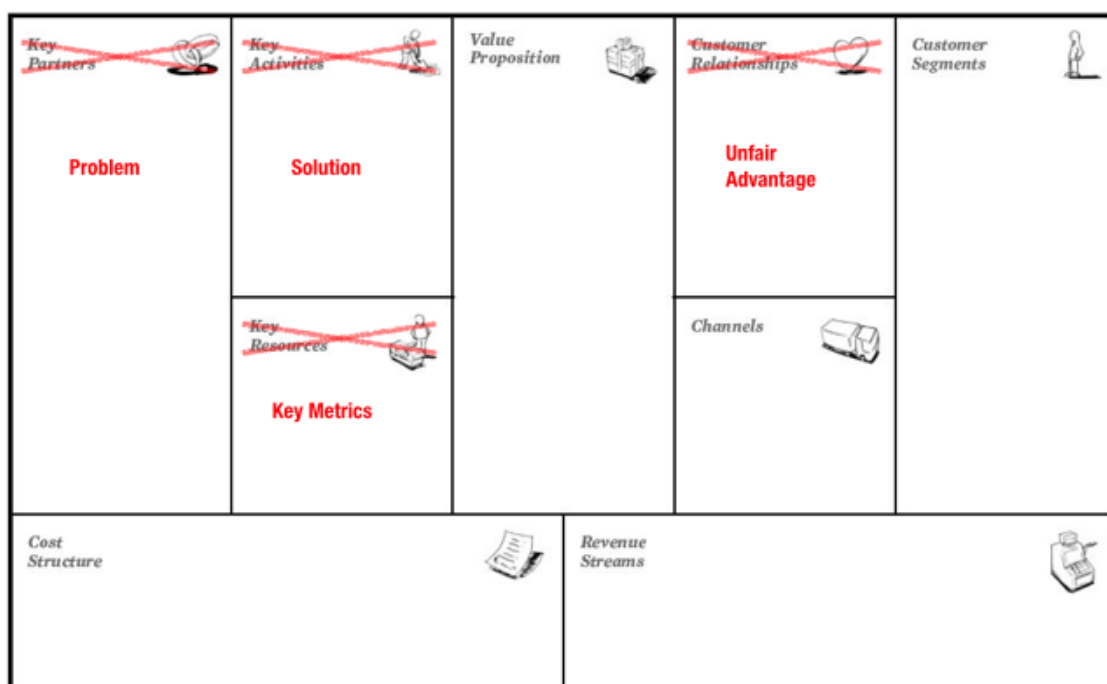 Key
Partners
Problem
Key
Activities
Solution
Key
Resources
Key Metrics
Value
Proposition
Customer
Relationships
Unfair
Advantage
Channels
Customer
Segments
Cost
Structure
Revenue
Streams